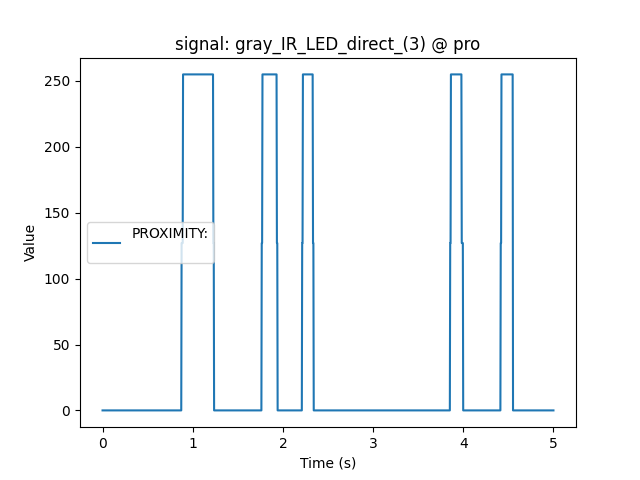 signal: gray_IR_LED_direct_(3) @ pro
250
200
150
100
50
0
Value
PROXIMITY:
0 1 2 3 4 5
Time (s)